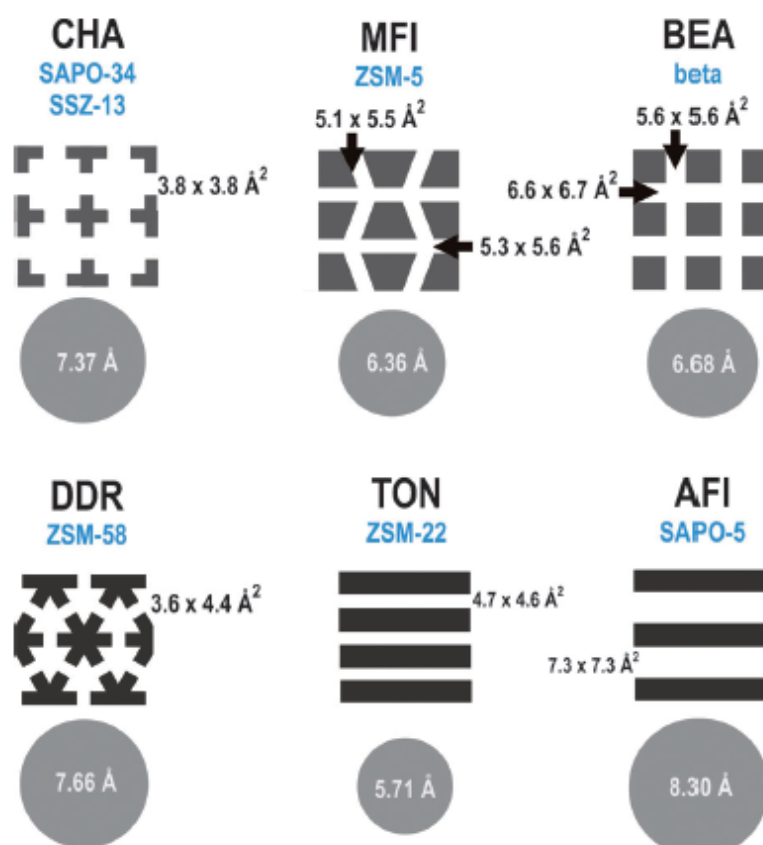 CHA
SAPO-34
SSZ-13
3.8 x 3.8 Å²
7.37 Å
MFI
ZSM-5
5.1 x 5.5 Å²
5.3 x 5.6 Å²
6.36 Å
BEA
beta
5.6 x 5.6 Å²
6.6 x 6.7 Å²
6.68 Å
DDR
ZSM-58
3.6 x 4.4 Å²
7.66 Å
TON
ZSM-22
4.7 x 4.6 Å²
5.71 Å
AFI
SAPO-5
7.3 x 7.3 Å²
8.30 Å